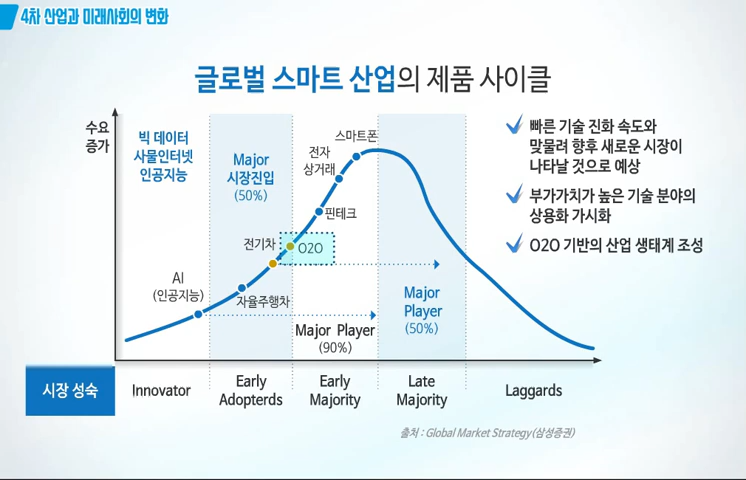 4차 산업과 미래사회의 변화
글로벌 스마트 산업의 제품 사이클
수요
증가
빅 데이터
사물인터넷
인공지능
Major
시장진입
(50%)
스마트폰
전자
상거래
핀테크
전기차
O2O
AI
(인공지능)
자율주행차
Major Player
(90%)
Major
Player
(50%)
빠른 기술 진화 속도와
맞물려 향후 새로운 시장이
나타날 것으로 예상
부가가치가 높은 기술 분야의
상용화 가시화
O2O 기반의 산업 생태계 조성
시장 성숙
Innovator
Early
Adopterds
Early
Majority
Late
Majority
Laggards
출처 : Global Market Strategy(삼성증권)